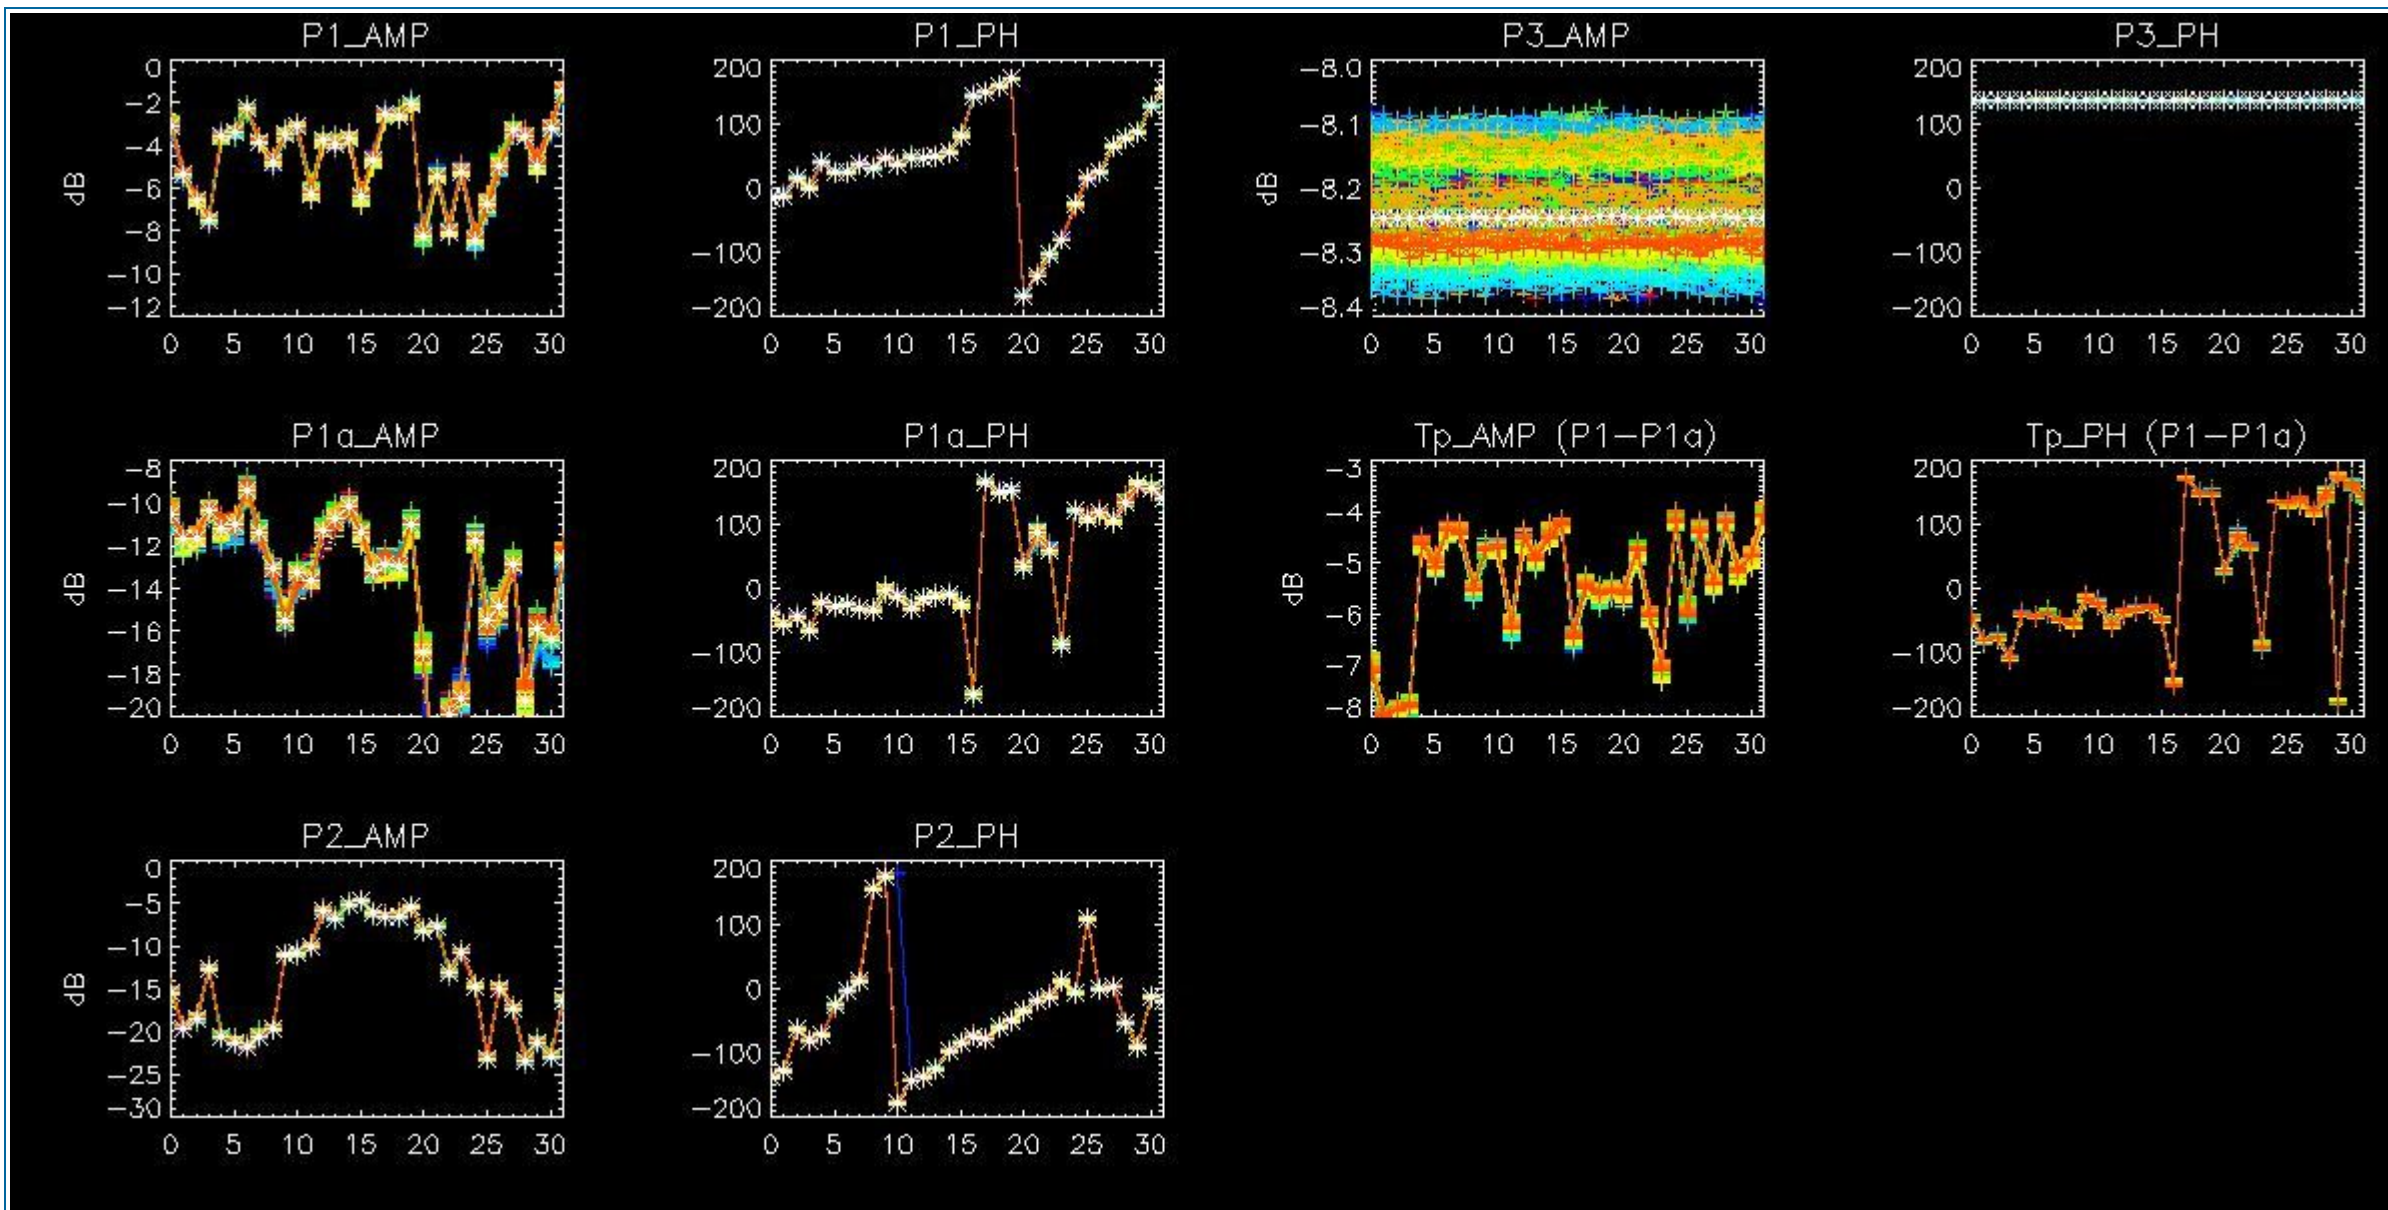 P1_AMP
P1_PH
P3_AMP
P3_PH
0
−2
−4
−6
−8
−10
−12
dB
0 5 10 15 20 25 30
200
100
0
−100
−200
0 5 10 15 20 25 30
−8.0
−8.1
−8.2
−8.3
−8.4
dB
0 5 10 15 20 25 30
200
100
0
−100
−200
0 5 10 15 20 25 30
P1a_AMP
P1a_PH
Tp_AMP (P1−P1a)
Tp_PH (P1−P1a)
−8
−10
−12
−14
−16
−18
−20
dB
0 5 10 15 20 25 30
200
100
0
−100
−200
0 5 10 15 20 25 30
−3
−4
−5
−6
−7
−8
dB
0 5 10 15 20 25 30
200
100
0
−100
−200
0 5 10 15 20 25 30
P2_AMP
P2_PH
0
−5
−10
−15
−20
−25
−30
dB
0 5 10 15 20 25 30
200
100
0
−100
−200
0 5 10 15 20 25 30